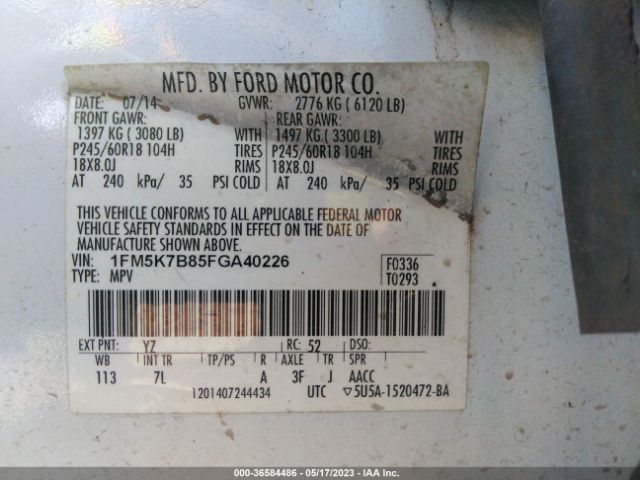 MFD. BY FORD MOTOR CO.
DATE: 07/14 GVWR: 2776 KG ( 6120 LB)
FRONT GAWR: REAR GAWR:
1397 KG ( 3080 LB) WITH 1497 KG ( 3300 LB) WITH
P245/60R18 104H TIRES P245/60R18 104H TIRES
18X8.0J RIMS 18X8.0J RIMS
AT 240 kPa/ 35 PSI COLD AT 240 kPa/ 35 PSI COLD
THIS VEHICLE CONFORMS TO ALL APPLICABLE FEDERAL MOTOR
VEHICLE SAFETY STANDARDS IN EFFECT ON THE DATE OF
MANUFACTURE SHOWN ABOVE.
VIN: 1FM5K7B85FGA40226 F0336
TYPE: MPV T0293
EXT PNT: YZ RC: 52 DSO:
WB INT TR TP/PS R AXLE TR SPR
113 7L A 3F J AACC
1201407244434 UTC ▽5U5A-1520472-BA
000-36584486 - 05/17/2023 - IAA Inc.